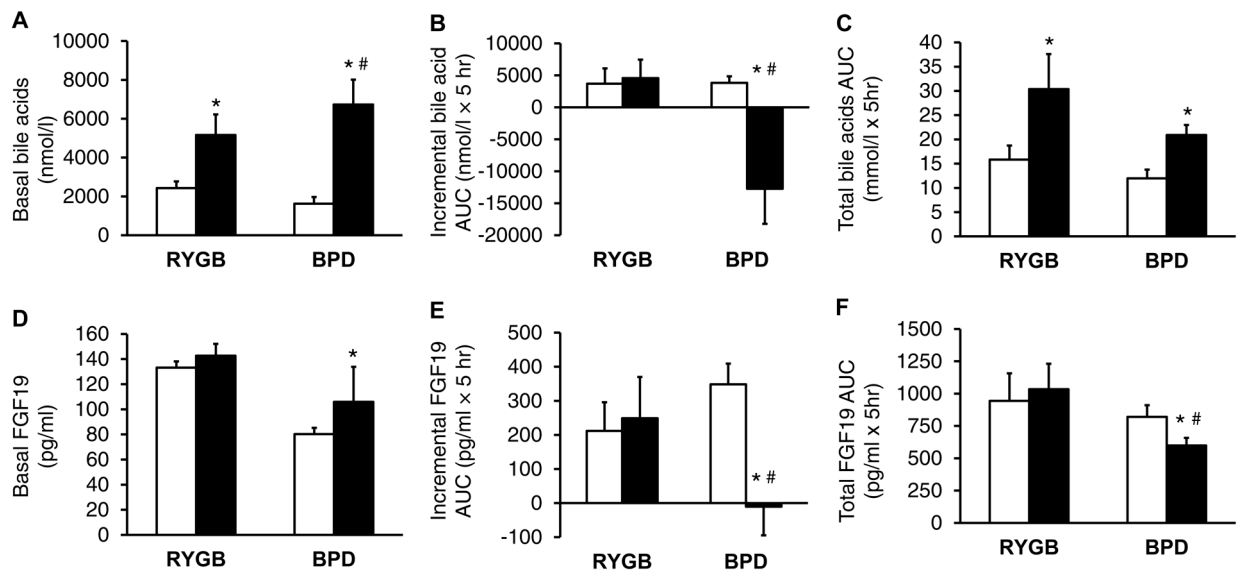 A
Basal bile acids
(nmol/l)
10000
8000
6000
4000
2000
0
*
* #
RYGB
BPD
B
Incremental bile acid
AUC (nmol/l × 5 hr)
10000
5000
0
-5000
-10000
-15000
-20000
* #
RYGB
BPD
C
Total bile acids AUC
(mmol/l x 5hr)
40
35
30
25
20
15
10
5
0
*
*
RYGB
BPD
D
Basal FGF19
(pg/ml)
160
140
120
100
80
60
40
20
0
*
RYGB
BPD
E
Incremental FGF19
AUC (pg/ml × 5 hr)
500
400
300
200
100
0
-100
* #
RYGB
BPD
F
Total FGF19 AUC
(pg/ml x 5hr)
1500
1250
1000
750
500
250
0
* #
RYGB
BPD